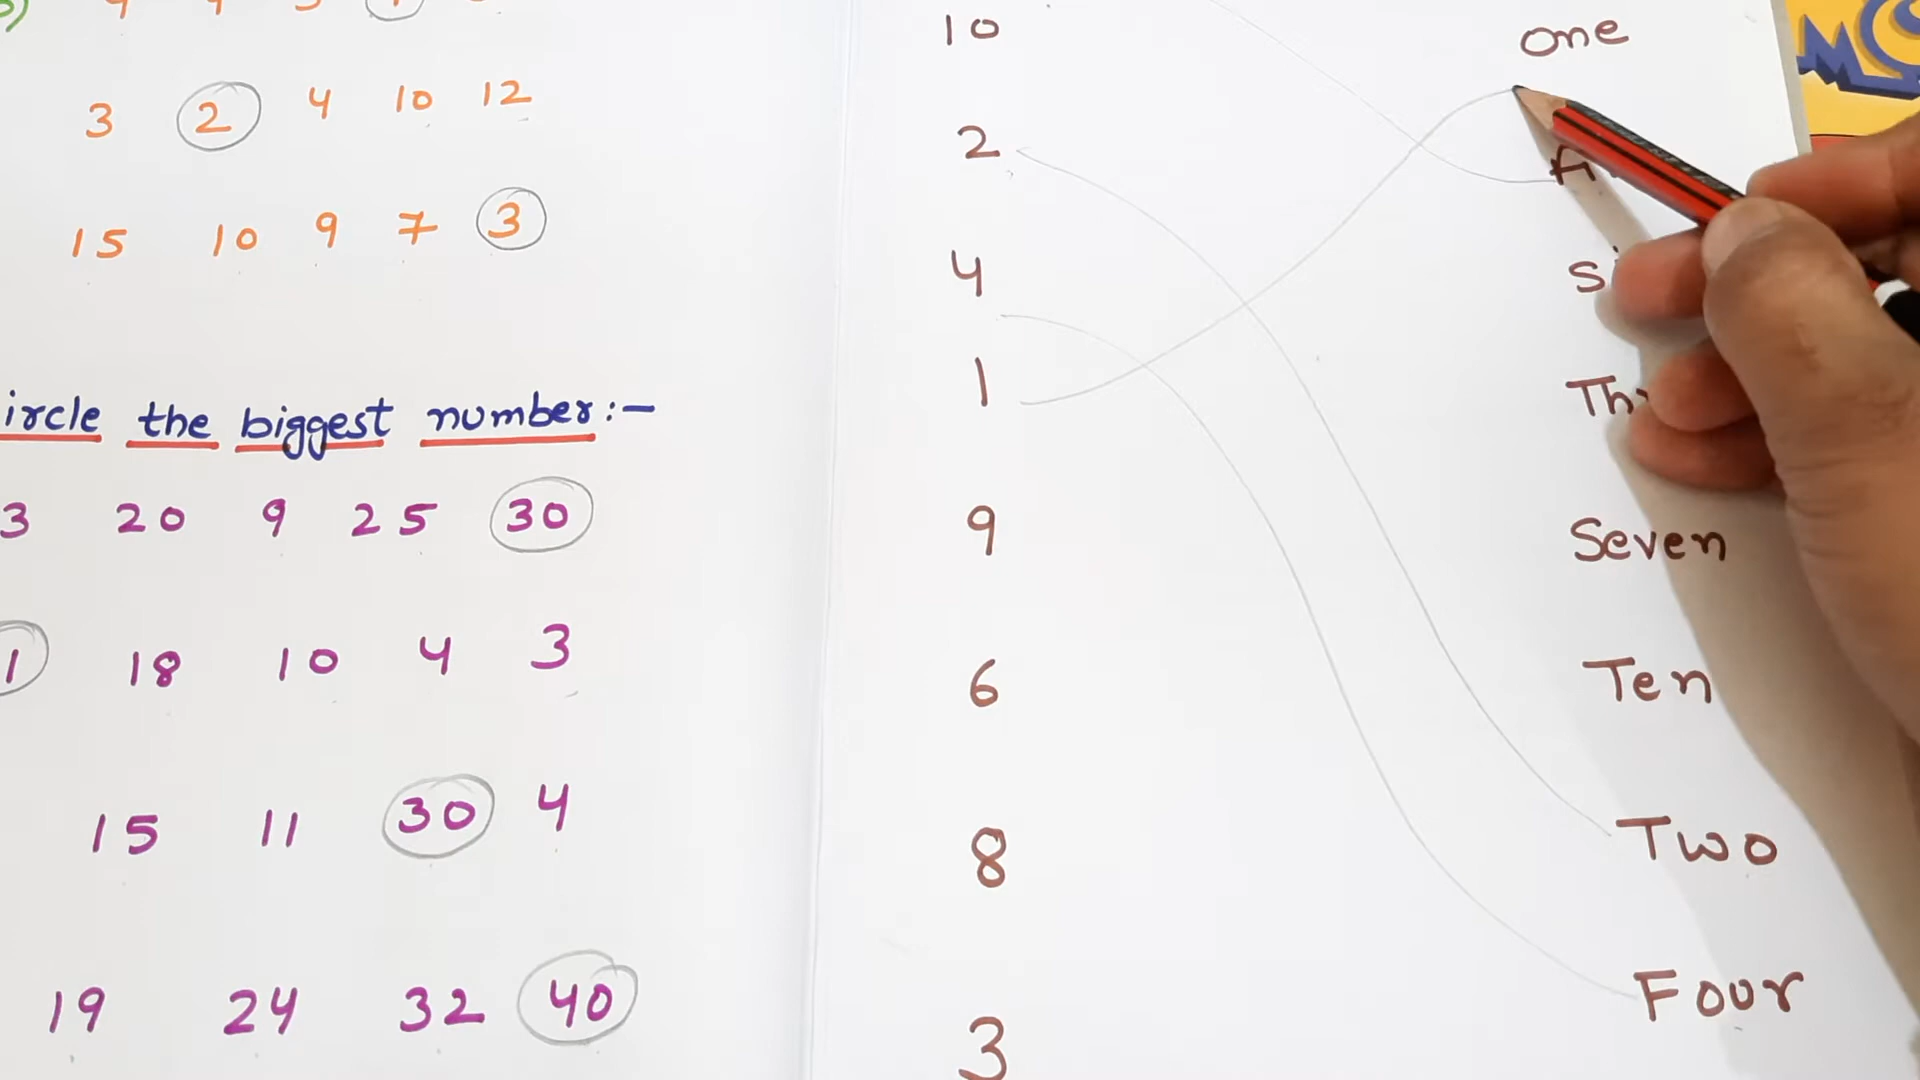 3 2 4 10 12
15 10 9 7 3
ircle the biggest number:-
3 20 9 25 30
1 18 10 4 3
15 11 30 4
19 24 32 40
10 one
2
4
1
9 Seven
6 Ten
8 Two
3 Four